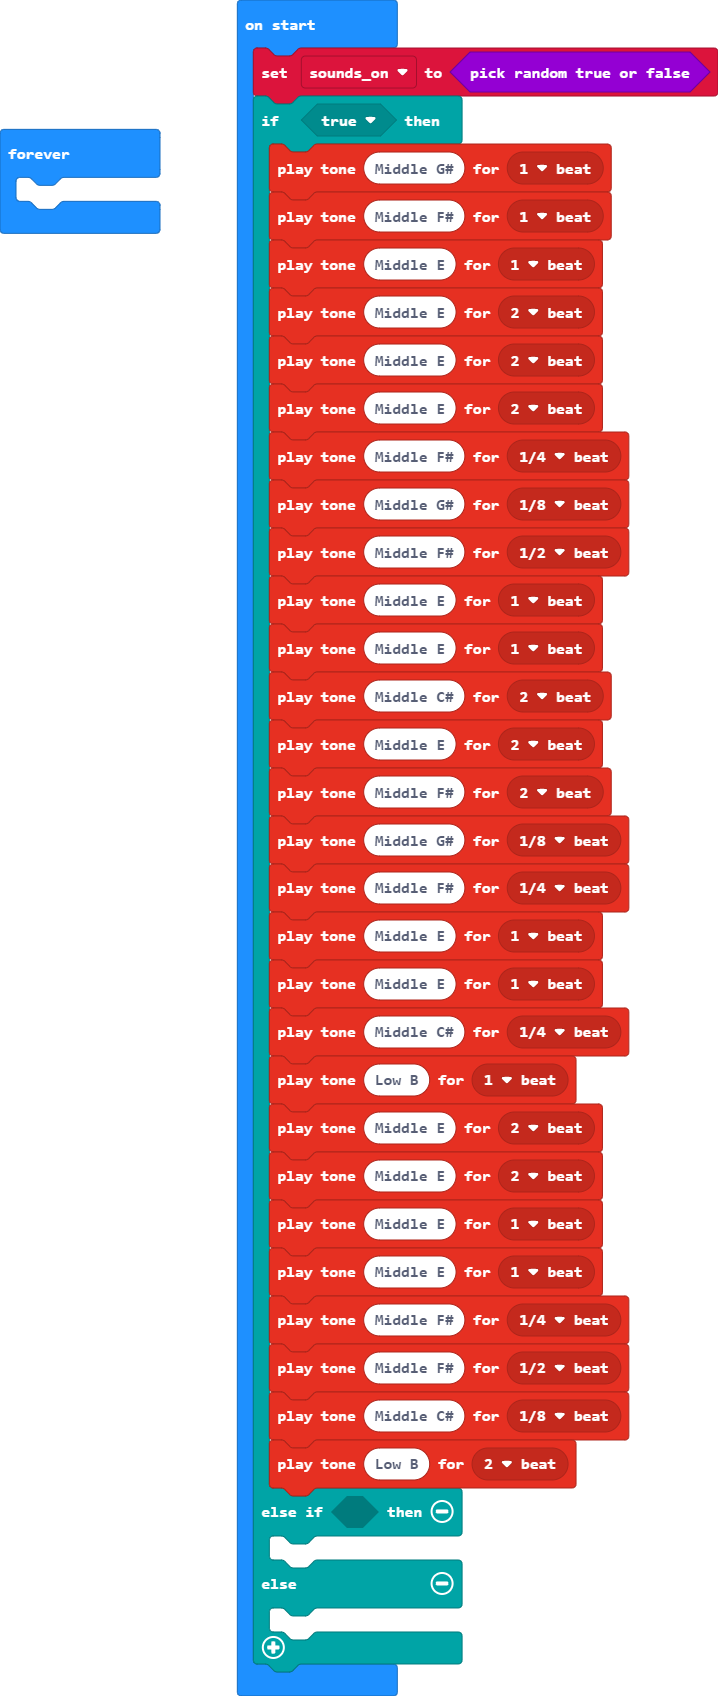 on start
set sounds_on to pick random true or false
if true then
forever
play tone Middle G# for 1 beat
play tone Middle F# for 1 beat
play tone Middle E for 1 beat
play tone Middle E for 2 beat
play tone Middle E for 2 beat
play tone Middle E for 2 beat
play tone Middle F# for 1/4 beat
play tone Middle G# for 1/8 beat
play tone Middle F# for 1/2 beat
play tone Middle E for 1 beat
play tone Middle E for 1 beat
play tone Middle C# for 2 beat
play tone Middle E for 2 beat
play tone Middle F# for 2 beat
play tone Middle G# for 1/8 beat
play tone Middle F# for 1/4 beat
play tone Middle E for 1 beat
play tone Middle E for 1 beat
play tone Middle C# for 1/4 beat
play tone Low B for 1 beat
play tone Middle E for 2 beat
play tone Middle E for 2 beat
play tone Middle E for 1 beat
play tone Middle E for 1 beat
play tone Middle F# for 1/4 beat
play tone Middle F# for 1/2 beat
play tone Middle C# for 1/8 beat
play tone Low B for 2 beat
else if then
else